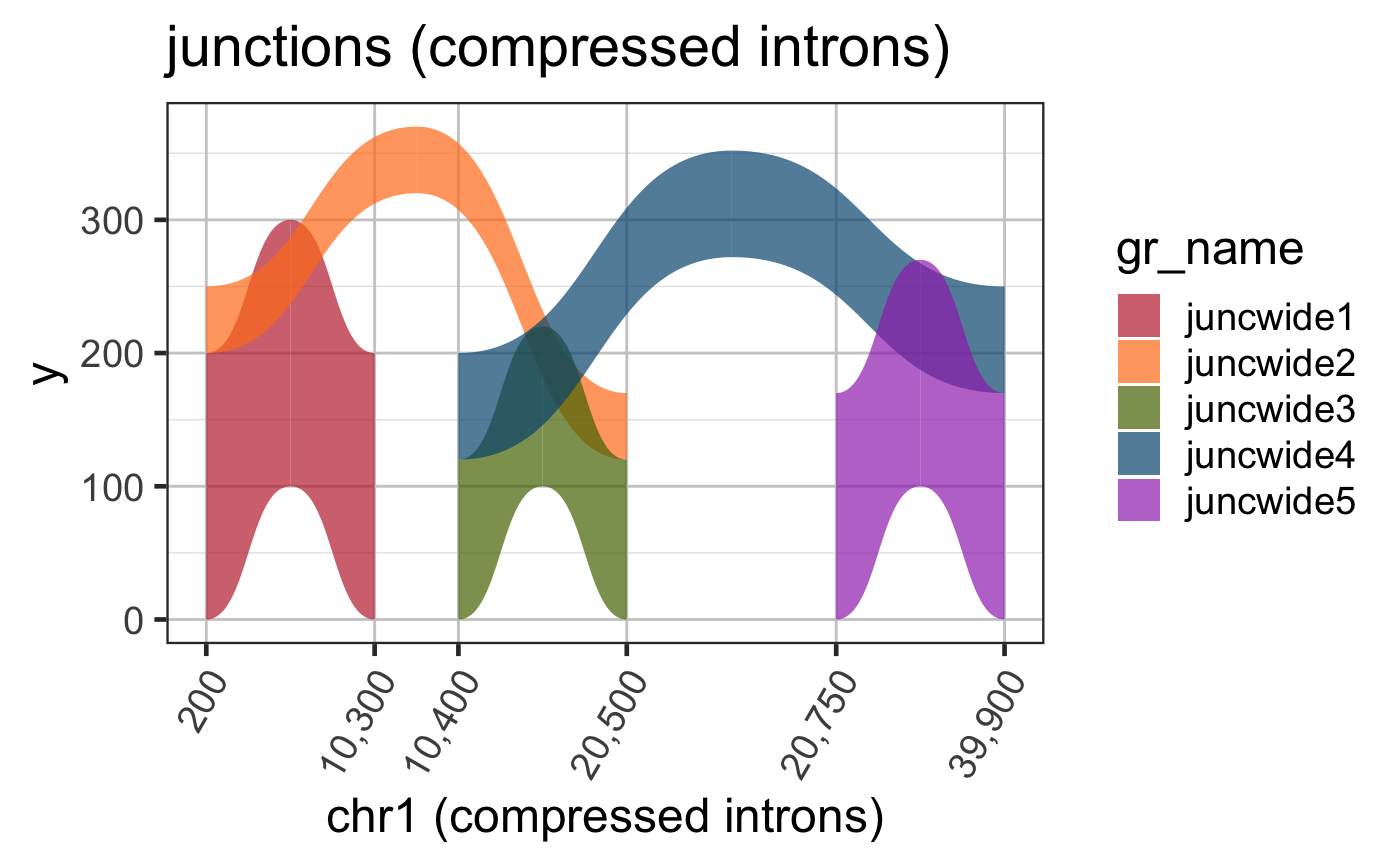 junctions (compressed introns)
y
300
200
100
0
200
10,300
10,400
20,500
20,750
39,900
chr1 (compressed introns)
gr_name
juncwide1
juncwide2
juncwide3
juncwide4
juncwide5